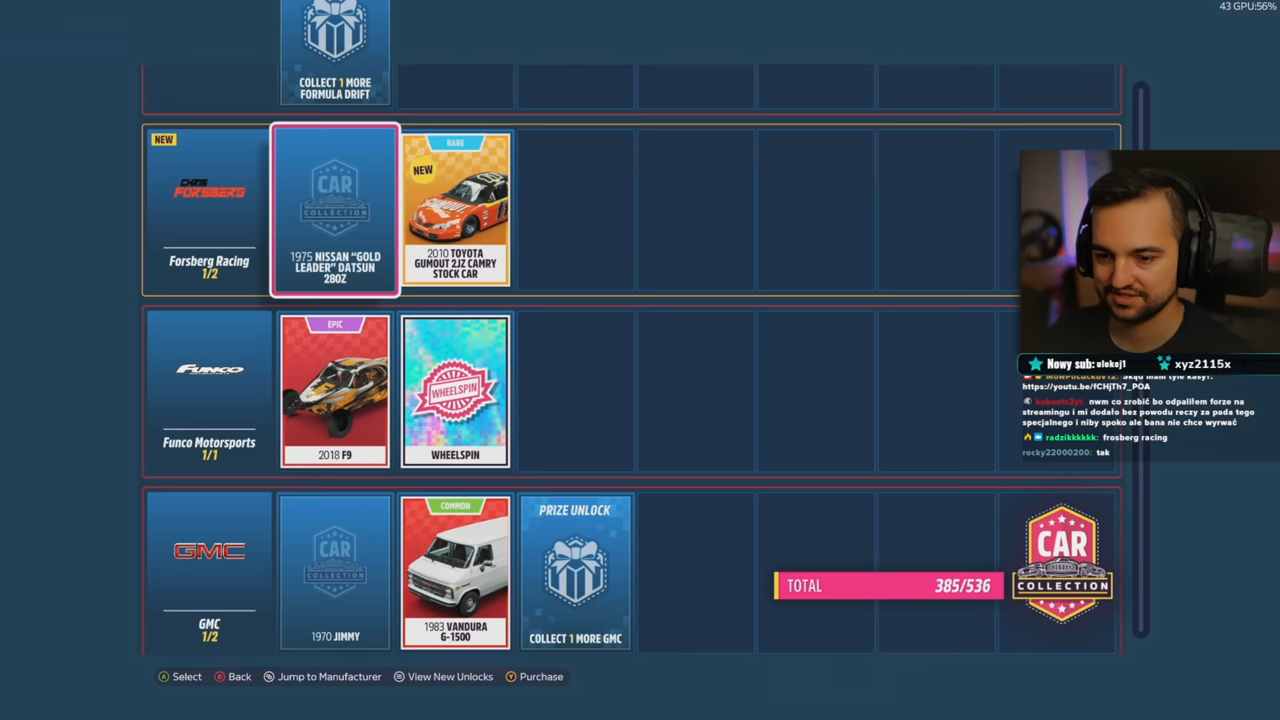 43 GPU:56%
COLLECT 1 MORE
FORMULA DRIFT
NEW
CHRIS
FORSBERG
Forsberg Racing
1/2
CAR
COLLECTION
1975 NISSAN "GOLD
LEADER" DATSUN
280Z
RARE
NEW
2010 TOYOTA
GUMOUT 2JZ CAMRY
STOCK CAR
FUNCO
Funco Motorsports
1/1
EPIC
2018 F9
WHEELSPIN
WHEELSPIN
GMC
GMC
1/2
CAR
COLLECTION
1970 JIMMY
COMMON
1983 VANDURA
G-1500
PRIZE UNLOCK
COLLECT 1 MORE GMC
TOTAL 385/536
CAR
COLLECTION
Select
Back
Jump to Manufacturer
View New Unlocks
Purchase
Nowy sub: alokej1
xyz2115x
https://youtu.be/fCHjTh7_POA
nwm co zrobić bo odpaliłem forze na
streamingu i mi dodało bez powodu reczy za pada tego
specjalnego i niby spoko ale bana nie chce wyrwać
radzikkkkkk: frosberg racing
rocky22000200: tak